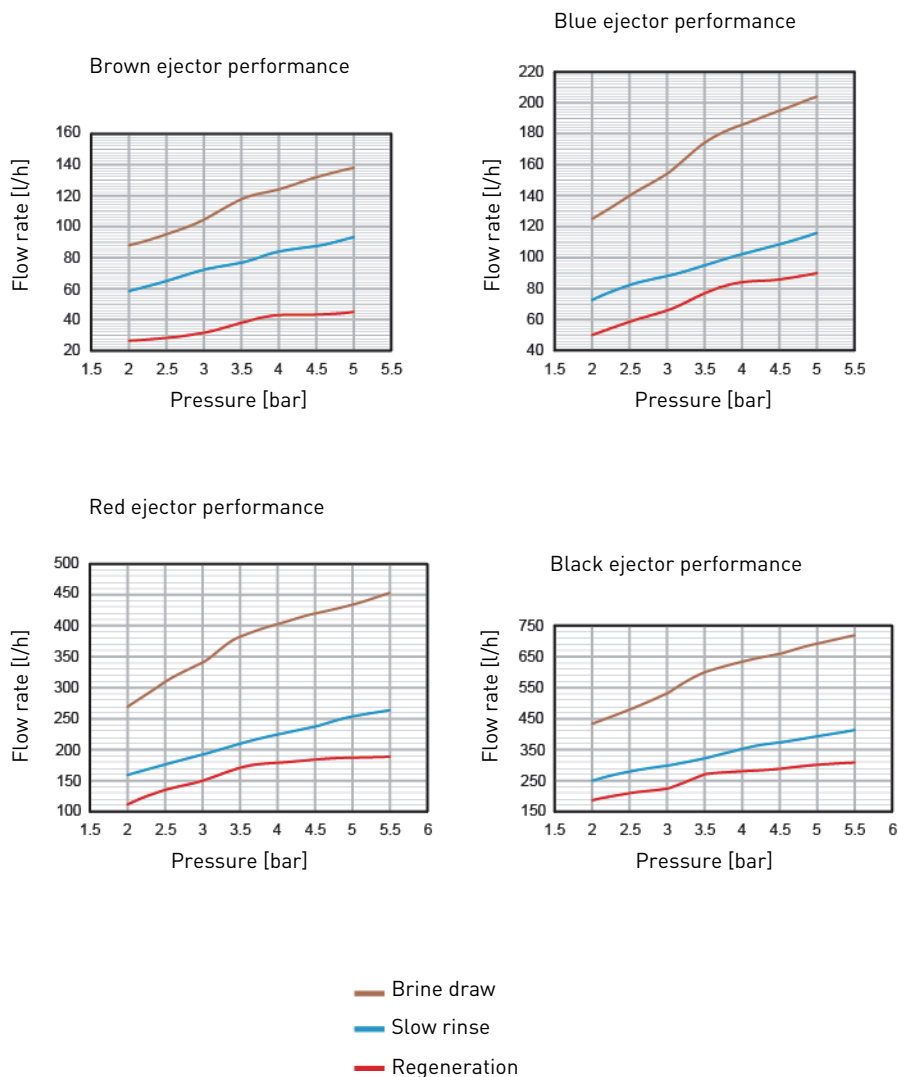 Brown ejector performance
Flow rate [l/h]
160
140
120
100
80
60
40
20
1.5 2 2.5 3 3.5 4 4.5 5 5.5
Pressure [bar]
Blue ejector performance
Flow rate [l/h]
220
200
180
160
140
120
100
80
60
40
1.5 2 2.5 3 3.5 4 4.5 5 5.5
Pressure [bar]
Red ejector performance
Flow rate [l/h]
500
450
400
350
300
250
200
150
100
1.5 2 2.5 3 3.5 4 4.5 5 5.5 6
Pressure [bar]
Black ejector performance
Flow rate [l/h]
750
650
550
450
350
250
150
1.5 2 2.5 3 3.5 4 4.5 5 5.5 6
Pressure [bar]
Brine draw
Slow rinse
Regeneration